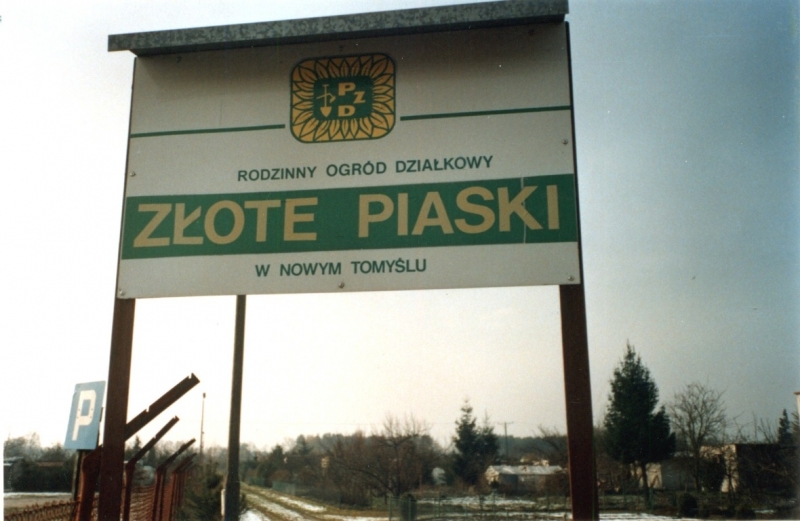 PZD
RODZINNY OGRÓD DZIAŁKOWY
ZŁOTE PIASKI
W NOWYM TOMYŚLU
P